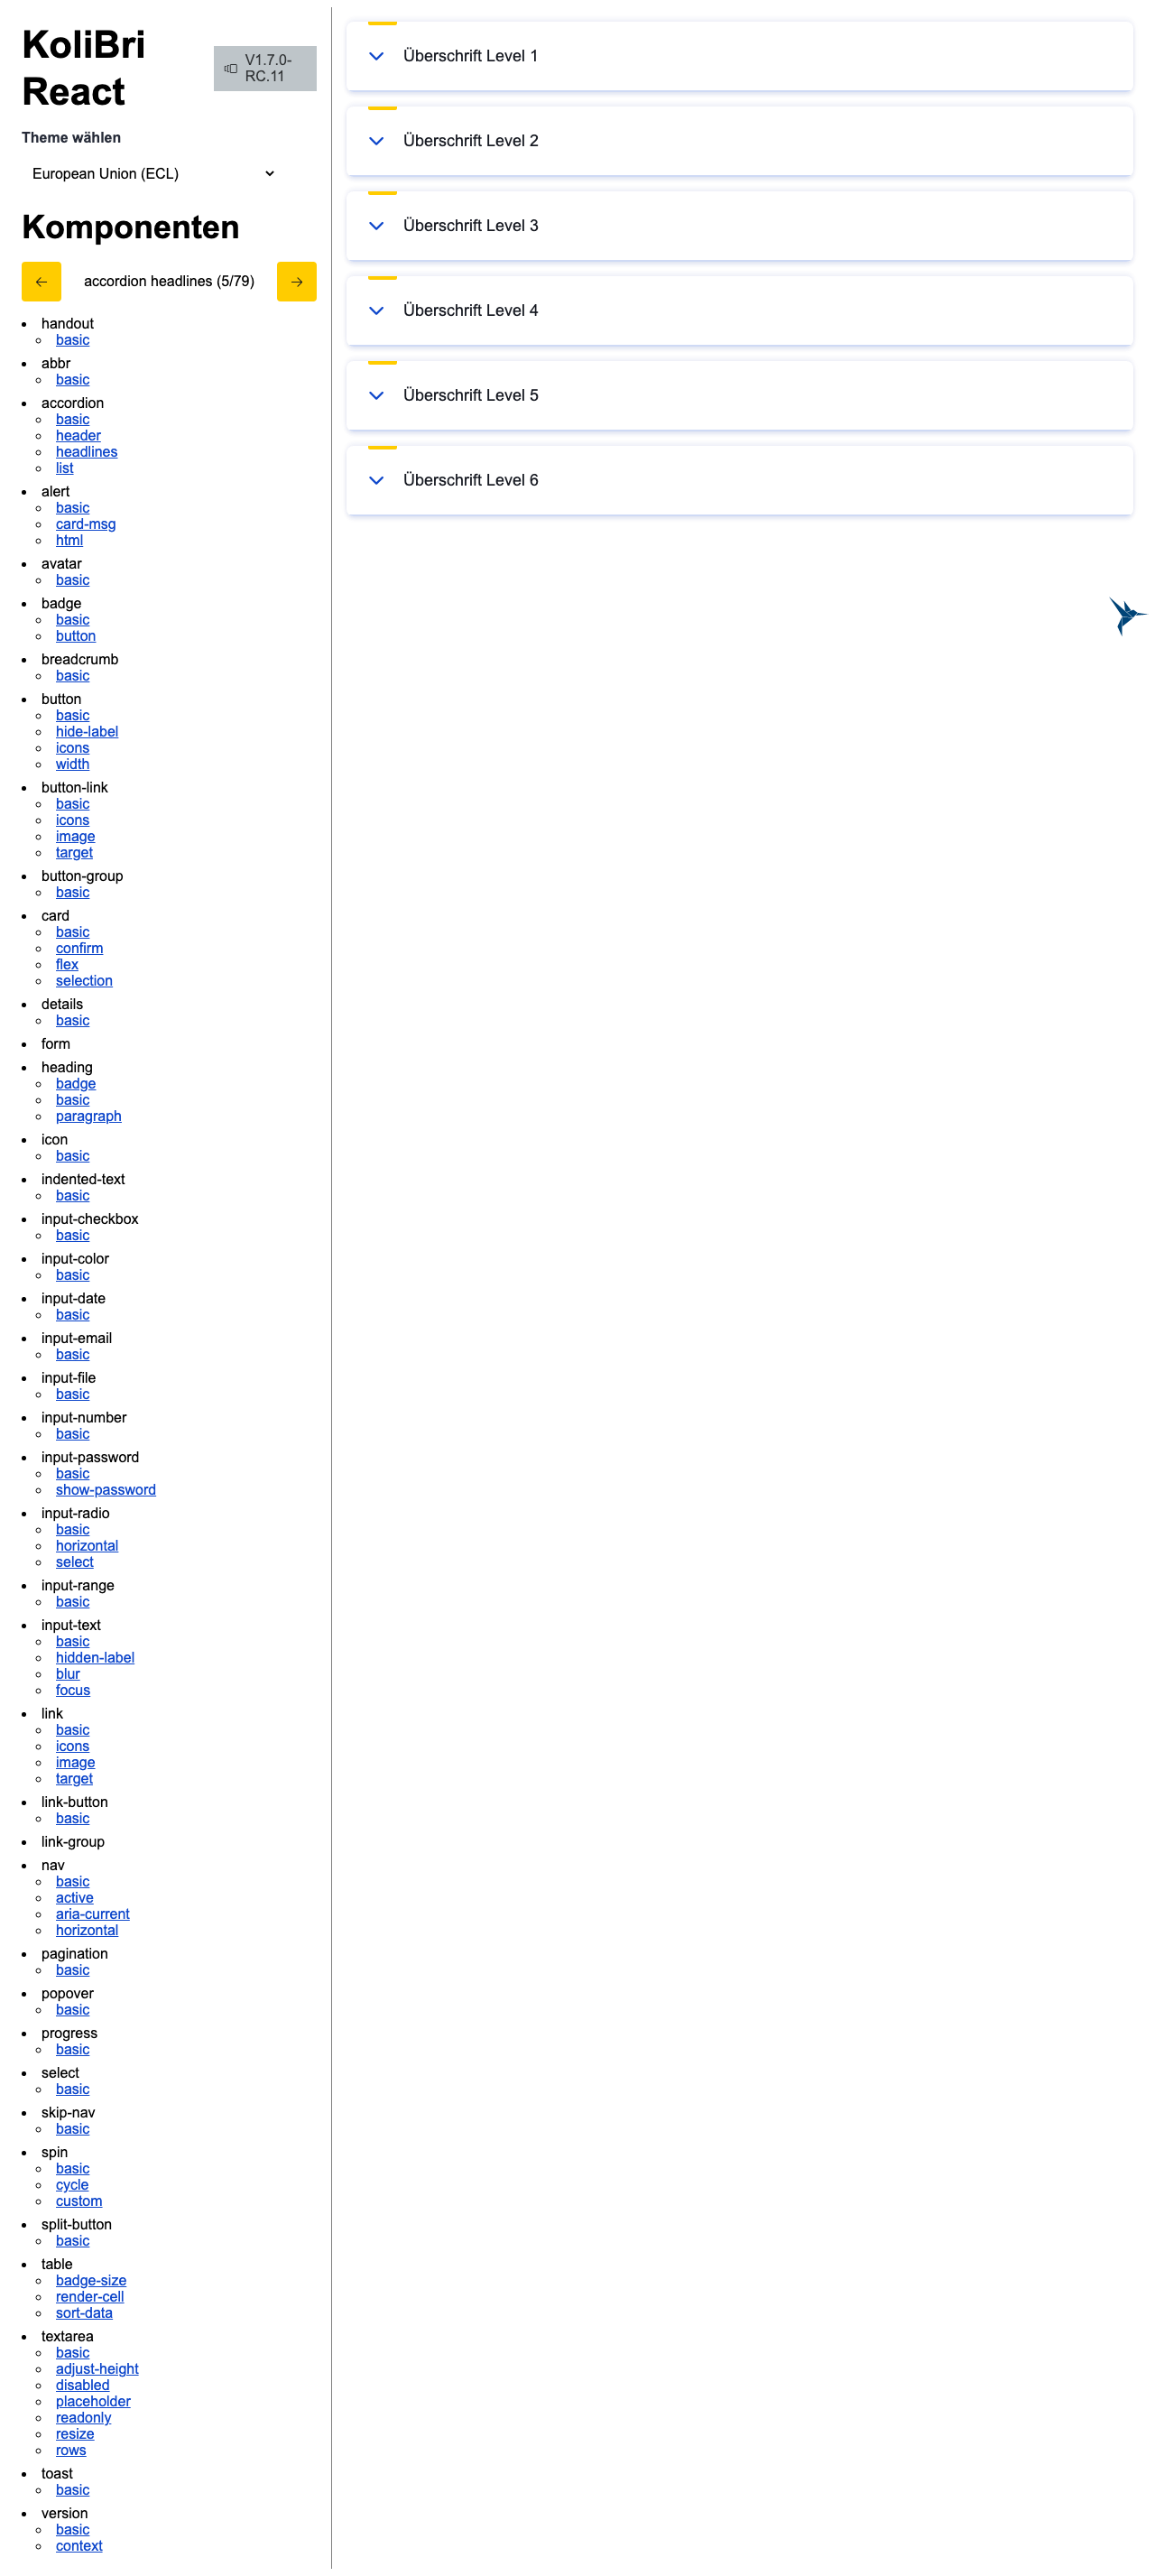 KoliBri
React
V1.7.0-
RC.11
Theme wählen
European Union (ECL)
Komponenten
accordion headlines (5/79)
handout
basic
abbr
basic
accordion
basic
header
headlines
list
alert
basic
card-msg
html
avatar
basic
badge
basic
button
breadcrumb
basic
button
basic
hide-label
icons
width
button-link
basic
icons
image
target
button-group
basic
card
basic
confirm
flex
selection
details
basic
form
heading
badge
basic
paragraph
icon
basic
indented-text
basic
input-checkbox
basic
input-color
basic
input-date
basic
input-email
basic
input-file
basic
input-number
basic
input-password
basic
show-password
input-radio
basic
horizontal
select
input-range
basic
input-text
basic
hidden-label
blur
focus
link
basic
icons
image
target
link-button
basic
link-group
nav
basic
active
aria-current
horizontal
pagination
basic
popover
basic
progress
basic
select
basic
skip-nav
basic
spin
basic
cycle
custom
split-button
basic
table
badge-size
render-cell
sort-data
textarea
basic
adjust-height
disabled
placeholder
readonly
resize
rows
toast
basic
version
basic
context
Überschrift Level 1
Überschrift Level 2
Überschrift Level 3
Überschrift Level 4
Überschrift Level 5
Überschrift Level 6